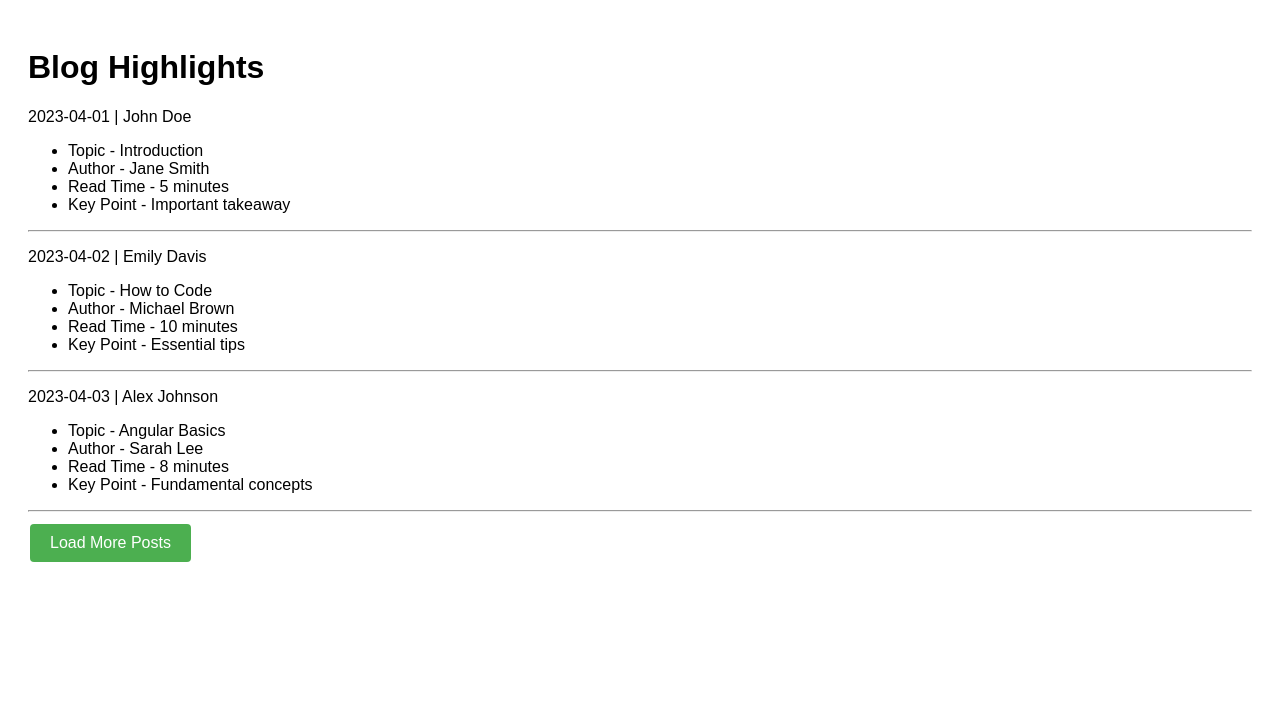 Blog Highlights
2023-04-01 | John Doe
Topic - Introduction
Author - Jane Smith
Read Time - 5 minutes
Key Point - Important takeaway
2023-04-02 | Emily Davis
Topic - How to Code
Author - Michael Brown
Read Time - 10 minutes
Key Point - Essential tips
2023-04-03 | Alex Johnson
Topic - Angular Basics
Author - Sarah Lee
Read Time - 8 minutes
Key Point - Fundamental concepts
Load More Posts